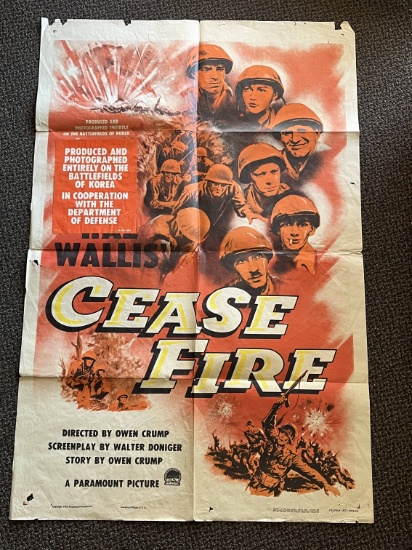 PRODUCED AND
PHOTOGRAPHED ENTIRELY
ON THE BATTLEFIELDS OF KOREA
PRODUCED AND
PHOTOGRAPHED
ENTIRELY ON THE
BATTLEFIELDS OF
KOREA
IN COOPERATION
WITH THE
DEPARTMENT
OF DEFENSE
HAL
WALLIS'
CEASE
FIRE
DIRECTED BY OWEN CRUMP
SCREENPLAY BY WALTER DONIGER
STORY BY OWEN CRUMP
A PARAMOUNT PICTURE